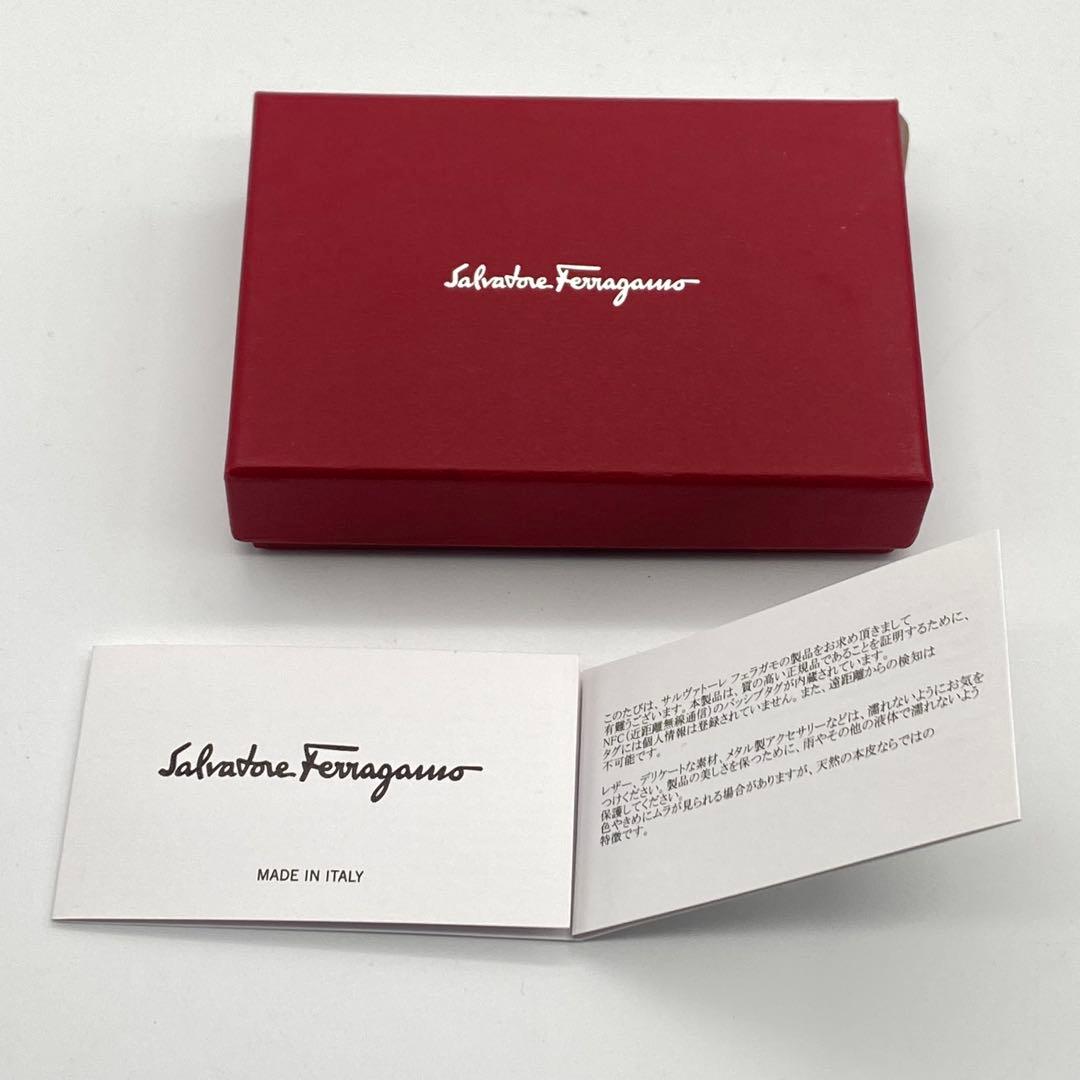 Salvatore Ferragamo
Salvatore Ferragamo
MADE IN ITALY
このたびは、サルヴァトーレ フェラガモの製品をお求め頂きまして
有難うございます。本製品は、質の高い正規品であることを証明するために、
NFC（近距離無線通信）のパッシブタグが内蔵されています。
タグには個人情報は登録されていません。また、遠距離からの検知は
不可能です。
レザー、デリケートな素材、メタル製アクセサリーなどは、濡れないようにお気を
つけください。製品の美しさを保つために、雨やその他の液体で濡れないよう
保護してください。
色やきめにムラが見られる場合がありますが、天然の本皮ならではの
特徴です。